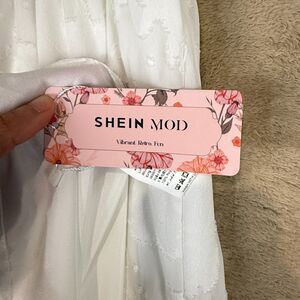 SHEIN MOD
Vibrant Retro Fun